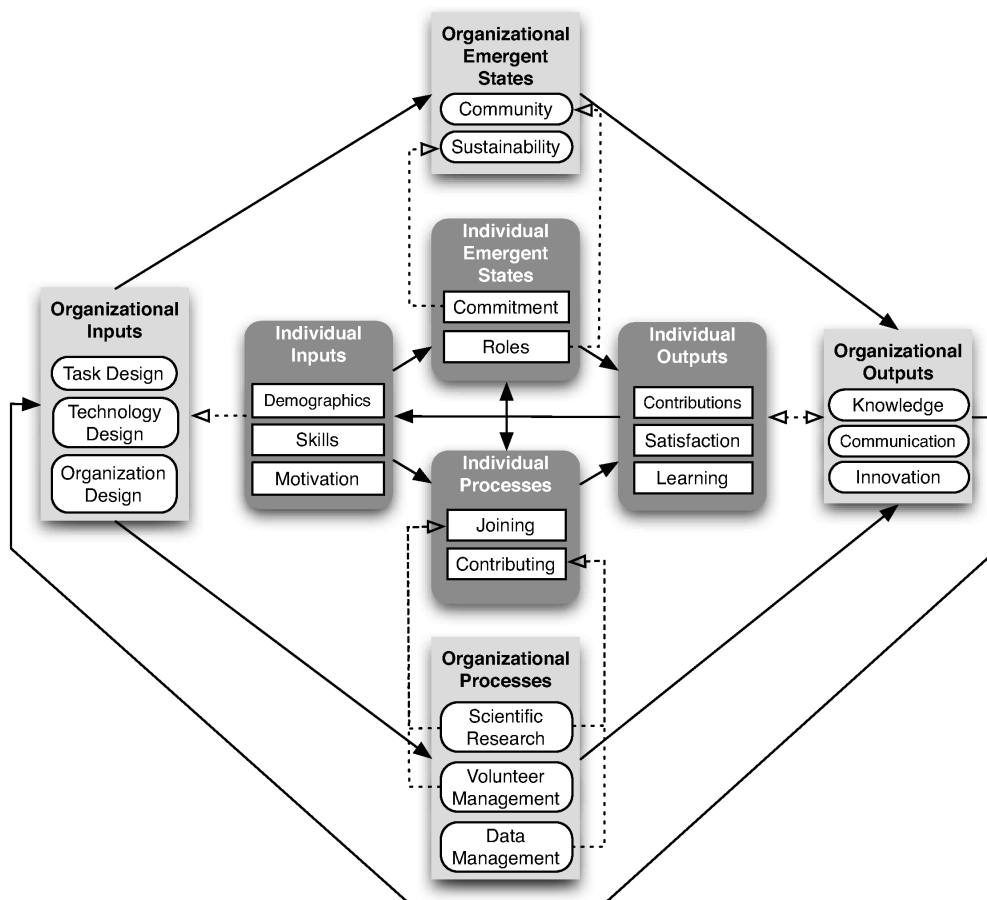 Organizational
Emergent
States
Community
Sustainability
Individual
Emergent
States
Commitment
Roles
Organizational
Inputs
Task Design
Technology
Design
Organization
Design
Individual
Inputs
Demographics
Skills
Motivation
Individual
Outputs
Contributions
Satisfaction
Learning
Organizational
Outputs
Knowledge
Communication
Innovation
Individual
Processes
Joining
Contributing
Organizational
Processes
Scientific
Research
Volunteer
Management
Data
Management